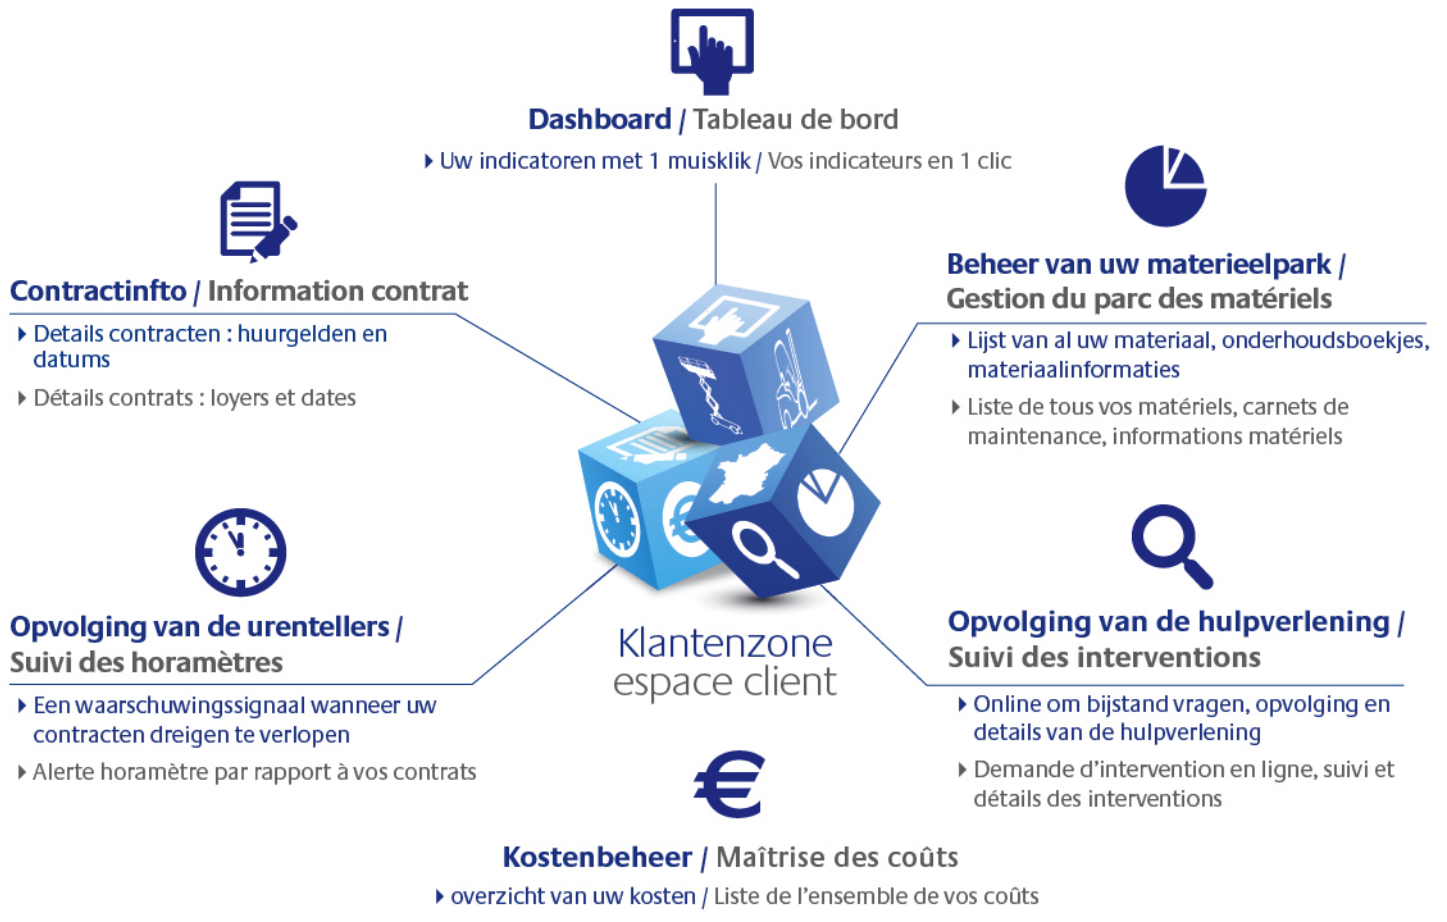 Dashboard / Tableau de bord
Uw indicatoren met 1 muisklik / Vos indicateurs en 1 clic
Contractinfto / Information contrat
Details contracten : huurgelden en
datums
Détails contrats : loyers et dates
Beheer van uw materieelpark /
Gestion du parc des matériels
Lijst van al uw materiaal, onderhoudsboekjes,
materiaalinformaties
Liste de tous vos matériels, carnets de
maintenance, informations matériels
Opvolging van de urentellers /
Suivi des horamètres
Een waarschuwingssignaal wanneer uw
contracten dreigen te verlopen
Alerte horamètre par rapport à vos contrats
Klantenzone
espace client
Opvolging van de hulpverlening /
Suivi des interventions
Online om bijstand vragen, opvolging en
details van de hulpverlening
Demande d’intervention en ligne, suivi et
détails des interventions
Kostenbeheer / Maîtrise des coûts
overzicht van uw kosten / Liste de l’ensemble de vos coûts